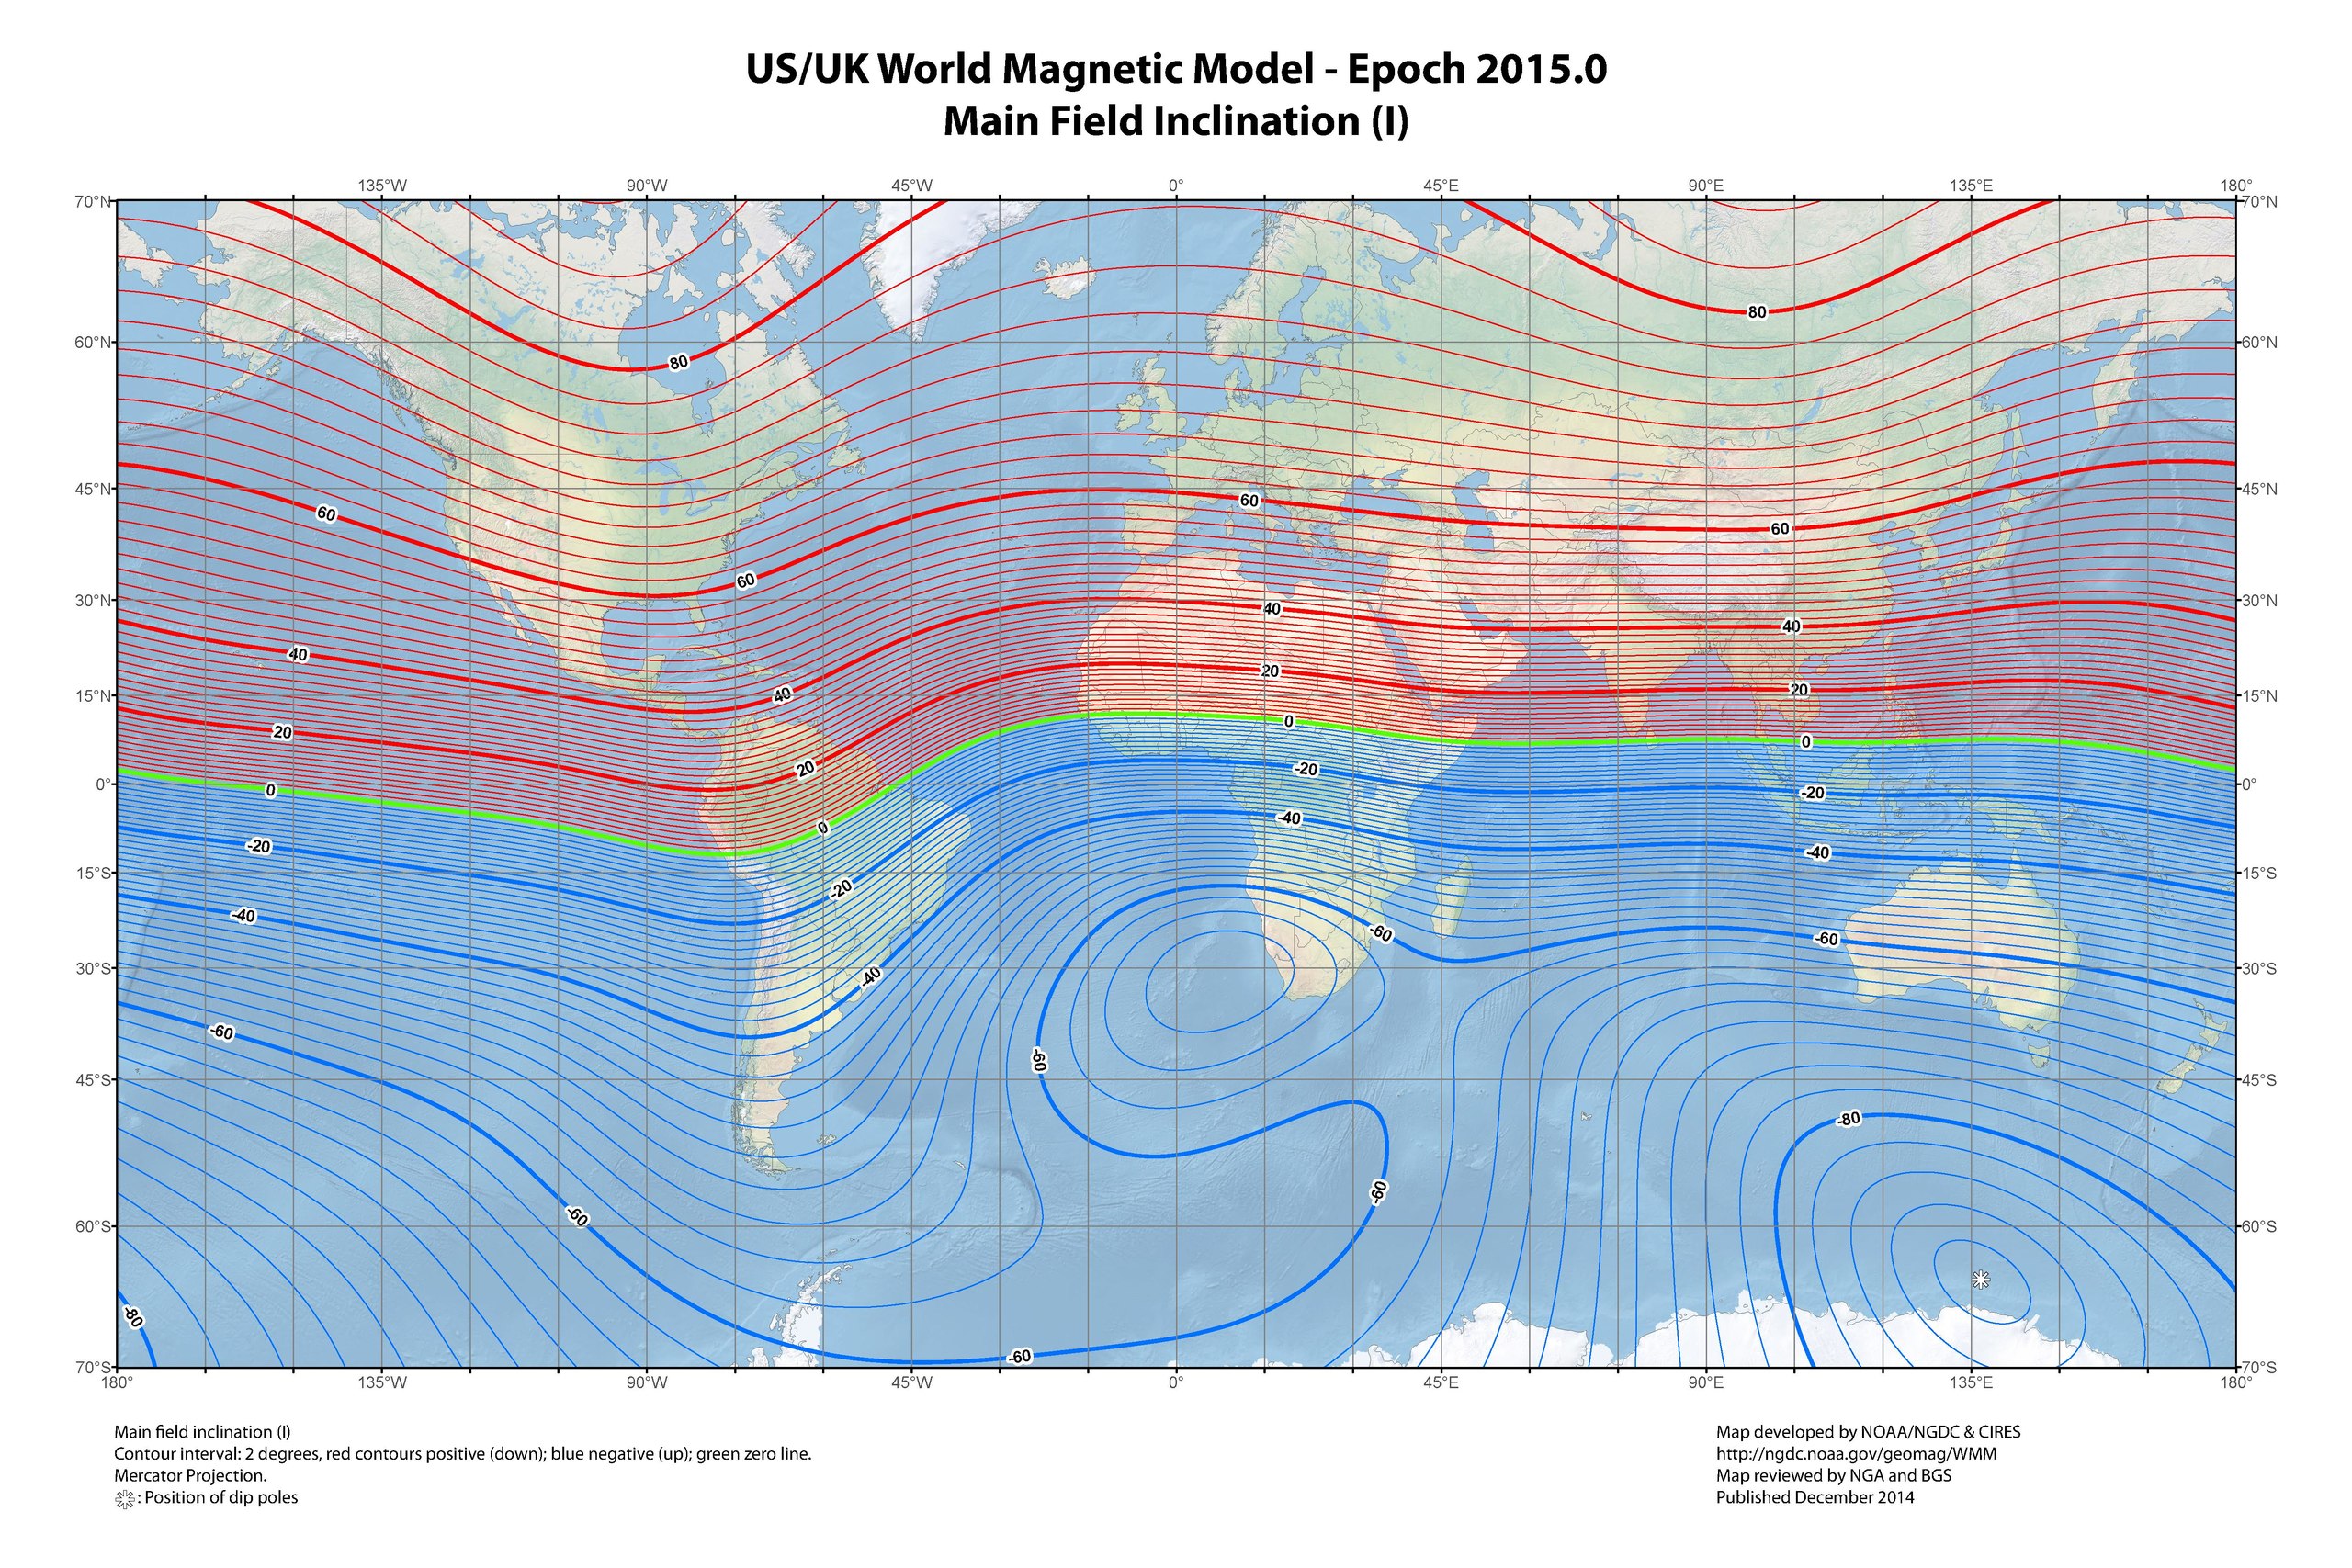 US/UK World Magnetic Model - Epoch 2015.0
Main Field Inclination (I)
135°W 90°W 45°W 0° 45°E 90°E 135°E 180°
70°N 70°N
80
60°N 60°N
80
45°N 45°N
60 60 60
60
30°N 30°N
40 40
40
20 20
15°N 40 15°N
20 0
0
20
0° 0 -20 0°
-20
0 -40
-20 -40
15°S 15°S
-20
-40 -60 -60
30°S -40 30°S
-60
-60
45°S 45°S
-80
-60
60°S -60 60°S
-80
-60
70°S 70°S
180° 135°W 90°W 45°W 0° 45°E 90°E 135°E 180°
Main field inclination (I)
Contour interval: 2 degrees, red contours positive (down); blue negative (up); green zero line.
Mercator Projection.
: Position of dip poles
Map developed by NOAA/NGDC & CIRES
http://ngdc.noaa.gov/geomag/WMM
Map reviewed by NGA and BGS
Published December 2014